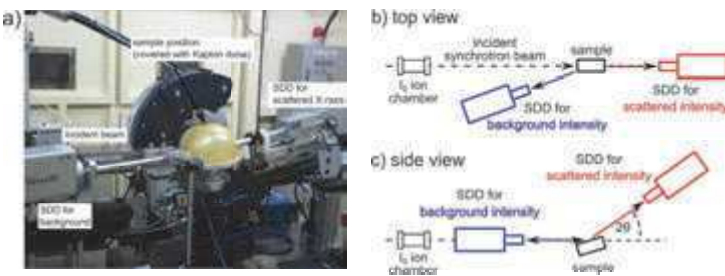 a)
sample position
(covered with Kapton dome)
SDD for
scattered X-rays
incident beam
SDD for
background
b) top view
incident
synchrotron beam
sample
I₀ ion
chamber
SDD for
background intensity
SDD for
scattered intensity
c) side view
SDD for
scattered intensity
SDD for
background intensity
2θ
I₀ ion
chamber
sample